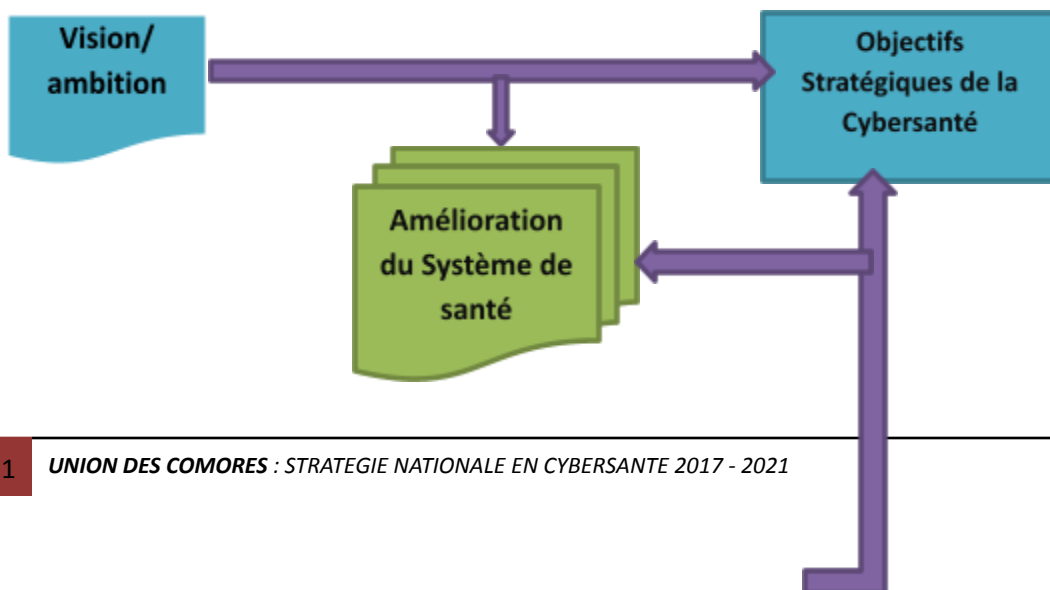 Vision/
ambition
Objectifs
Stratégiques de la
Cybersanté
Amélioration
du Système de
santé
1 UNION DES COMORES : STRATEGIE NATIONALE EN CYBERSANTE 2017 - 2021